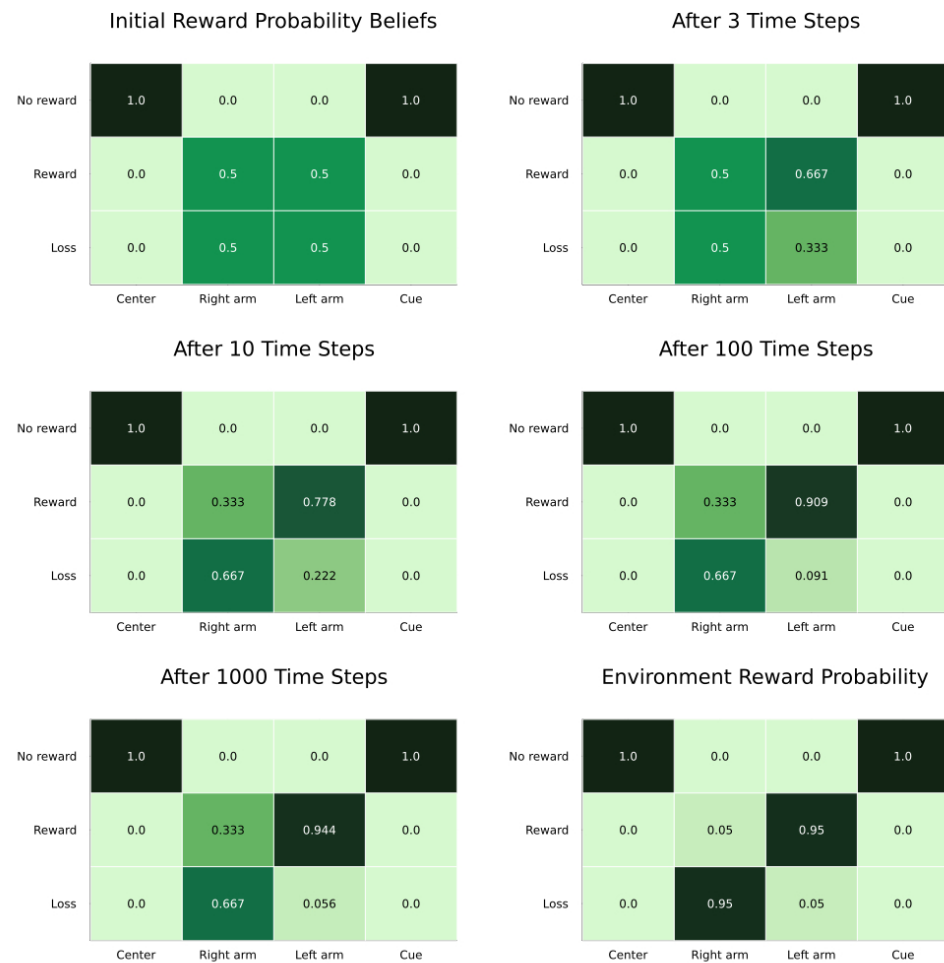 Initial Reward Probability Beliefs
No reward 1.0 0.0 0.0 1.0
Reward 0.0 0.5 0.5 0.0
Loss 0.0 0.5 0.5 0.0
Center Right arm Left arm Cue
After 3 Time Steps
No reward 1.0 0.0 0.0 1.0
Reward 0.0 0.5 0.667 0.0
Loss 0.0 0.5 0.333 0.0
Center Right arm Left arm Cue
After 10 Time Steps
No reward 1.0 0.0 0.0 1.0
Reward 0.0 0.333 0.778 0.0
Loss 0.0 0.667 0.222 0.0
Center Right arm Left arm Cue
After 100 Time Steps
No reward 1.0 0.0 0.0 1.0
Reward 0.0 0.333 0.909 0.0
Loss 0.0 0.667 0.091 0.0
Center Right arm Left arm Cue
After 1000 Time Steps
No reward 1.0 0.0 0.0 1.0
Reward 0.0 0.333 0.944 0.0
Loss 0.0 0.667 0.056 0.0
Center Right arm Left arm Cue
Environment Reward Probability
No reward 1.0 0.0 0.0 1.0
Reward 0.0 0.05 0.95 0.0
Loss 0.0 0.95 0.05 0.0
Center Right arm Left arm Cue